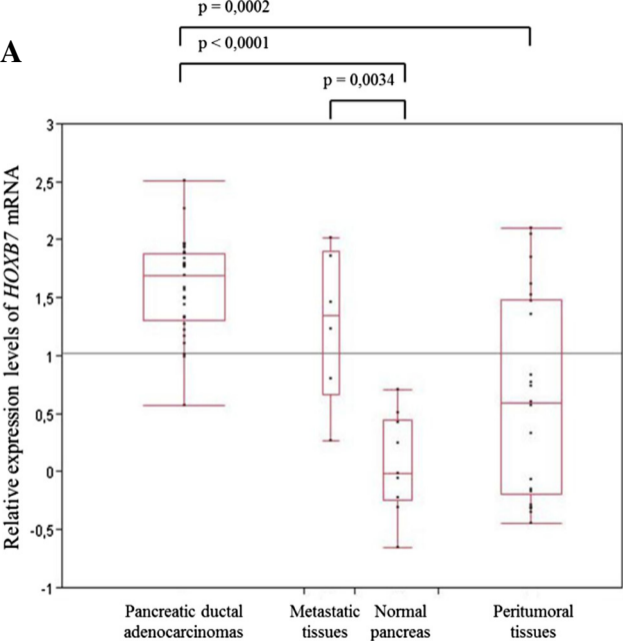 p = 0,0002
A
p < 0,0001
p = 0,0034
Relative expression levels of HOXB7 mRNA
3
2,5
2
1,5
1
0,5
0
-0,5
-1
Pancreatic ductal
adenocarcinomas
Metastatic
tissues
Normal
pancreas
Peritumoral
tissues